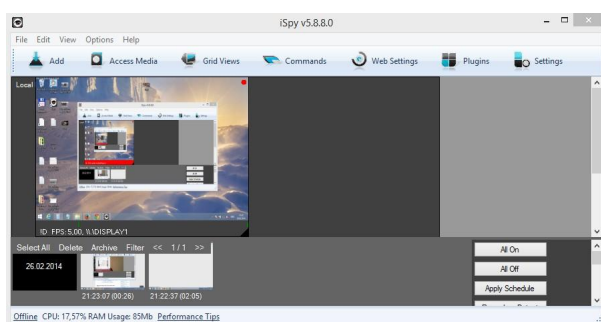 iSpy v5.8.8.0
File Edit View Options Help
Add Access Media Grid Views Commands Web Settings Plugins Settings
Local
ID FPS:5,00, \\.\DISPLAY1
Select All Delete Archive Filter << 1 / 1 >>
All On
26.02.2014
All Off
Apply Schedule
21:23:07 (00:26) 21:22:37 (02:05)
Offline CPU: 17,57% RAM Usage: 85Mb Performance Tips